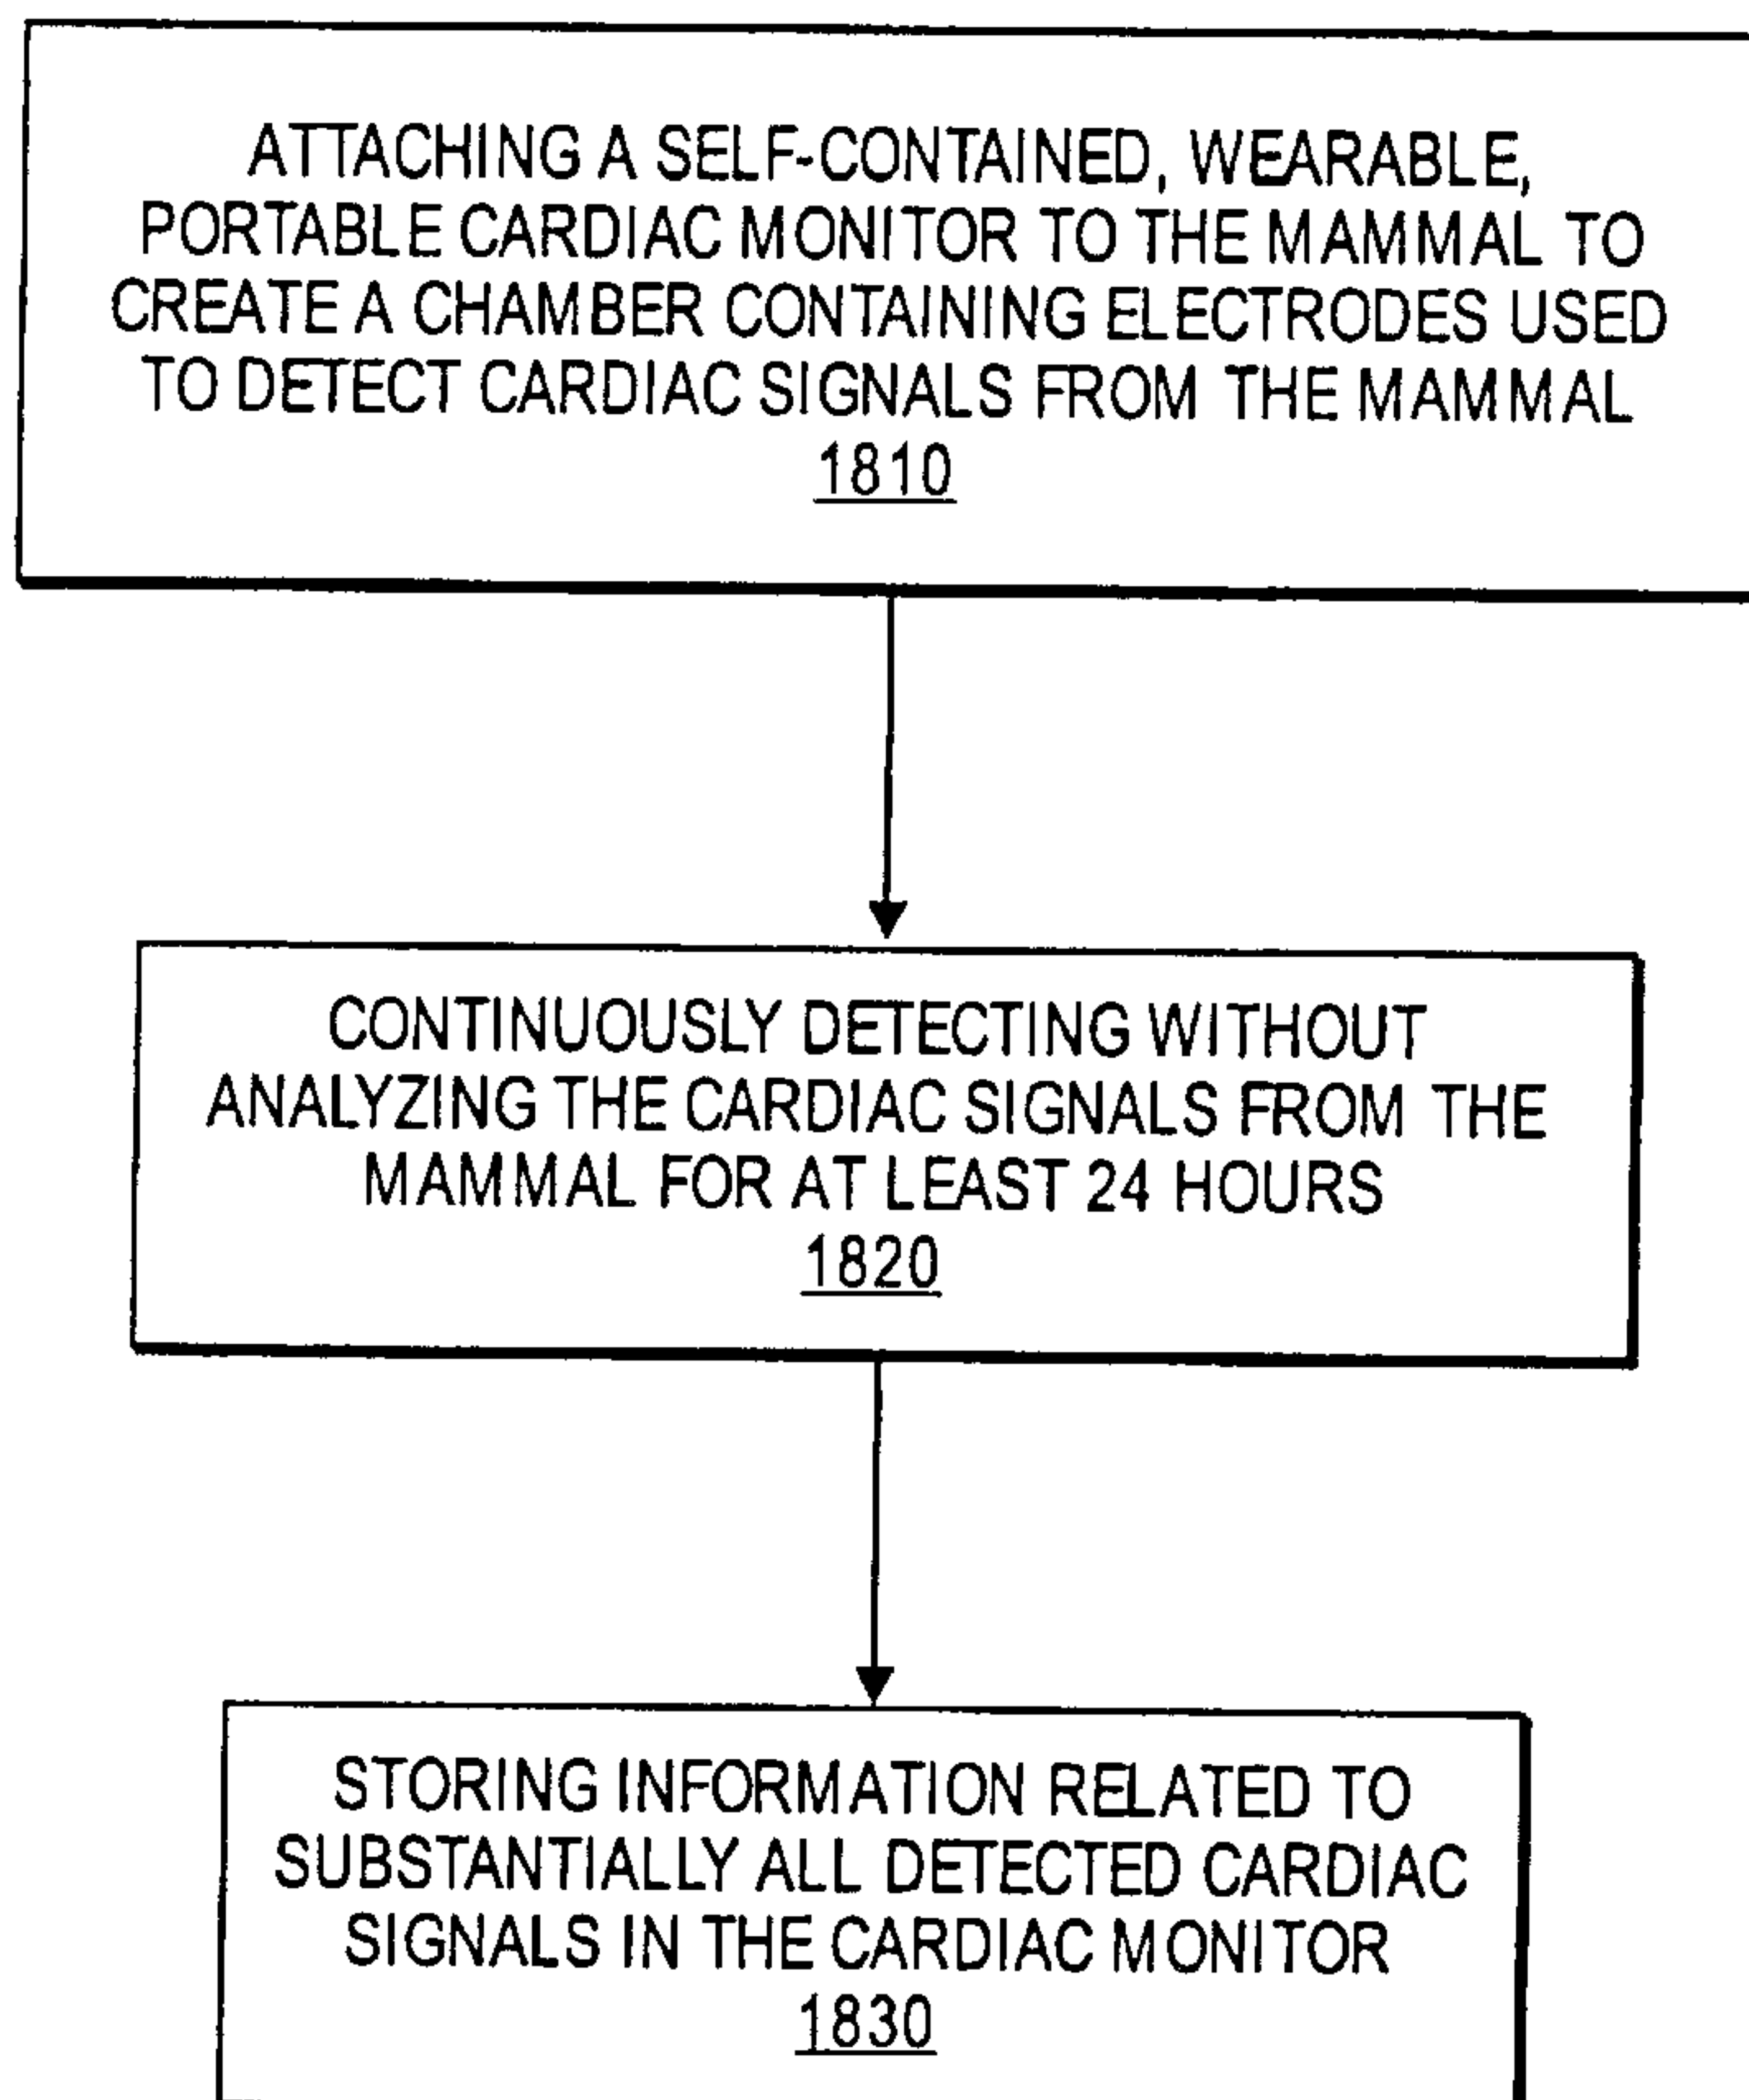 ATTACHING A SELF-CONTAINED, WEARABLE,
PORTABLE CARDIAC MONITOR TO THE MAMMAL TO
CREATE A CHAMBER CONTAINING ELECTRODES USED
TO DETECT CARDIAC SIGNALS FROM THE MAMMAL
1810
CONTINUOUSLY DETECTING WITHOUT
ANALYZING THE CARDIAC SIGNALS FROM THE
MAMMAL FOR AT LEAST 24 HOURS
1820
STORING INFORMATION RELATED TO
SUBSTANTIALLY ALL DETECTED CARDIAC
SIGNALS IN THE CARDIAC MONITOR
1830